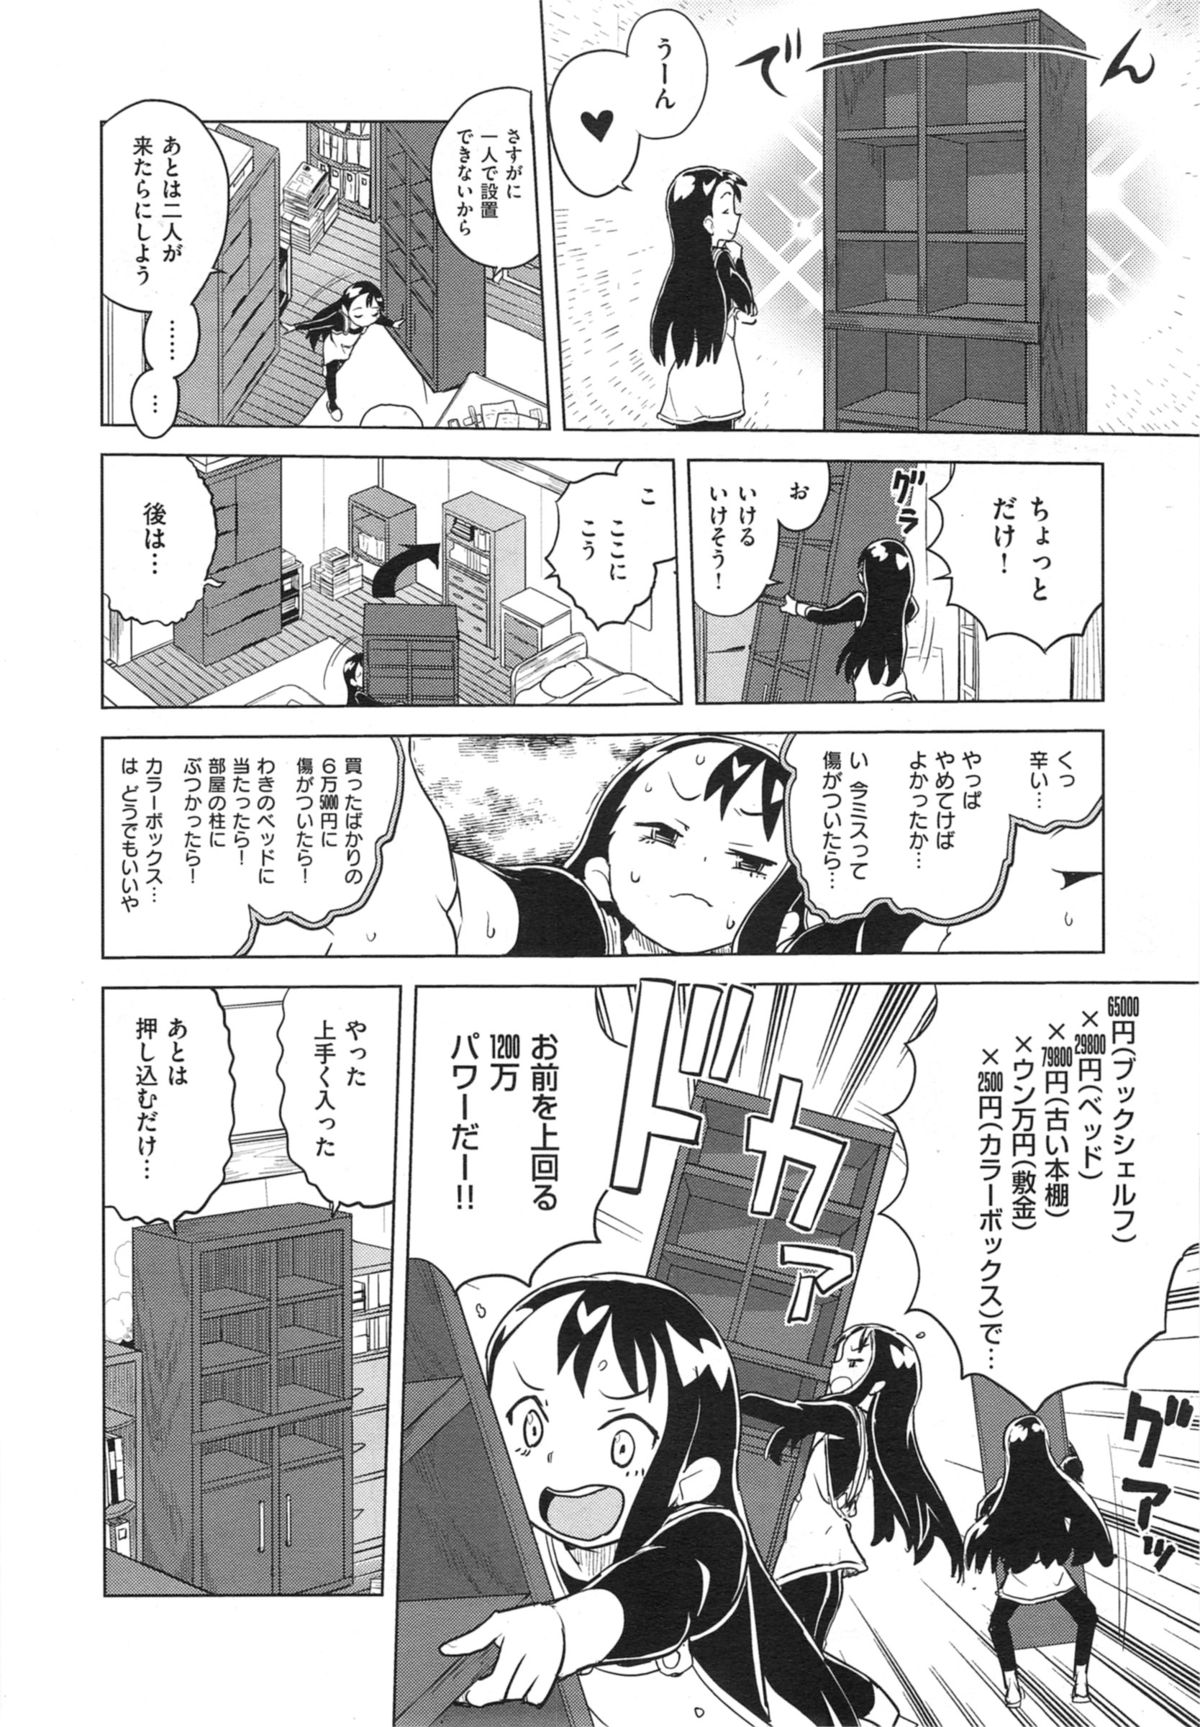 でーん
うーん
♥
さすがに
一人で設置
できないから
あとは二人が
来たらにしよう
………
…
ちょっと
だけ！
グラ
お
いける
いけそう！
こ
ここに
こう
後は…
くっ
辛い…
やっぱ
やめてけば
よかったか…
い 今ミスって
傷がついたら…
買ったばかりの
6万5000円に
傷がついたら！
わきのベッドに
当たったら！
部屋の柱に
ぶつかったら！
カラーボックス…
は どうでもいいや
65000円（ブックシェルフ）
×29800円（ベッド）
×79800円（古い本棚）
×ウン万円（敷金）
×2500円（カラーボックス）で…
グアァッ
ドカァ
お前を上回る
1200万
パワーだー!!
やった
上手く入った
あとは
押し込むだけ…